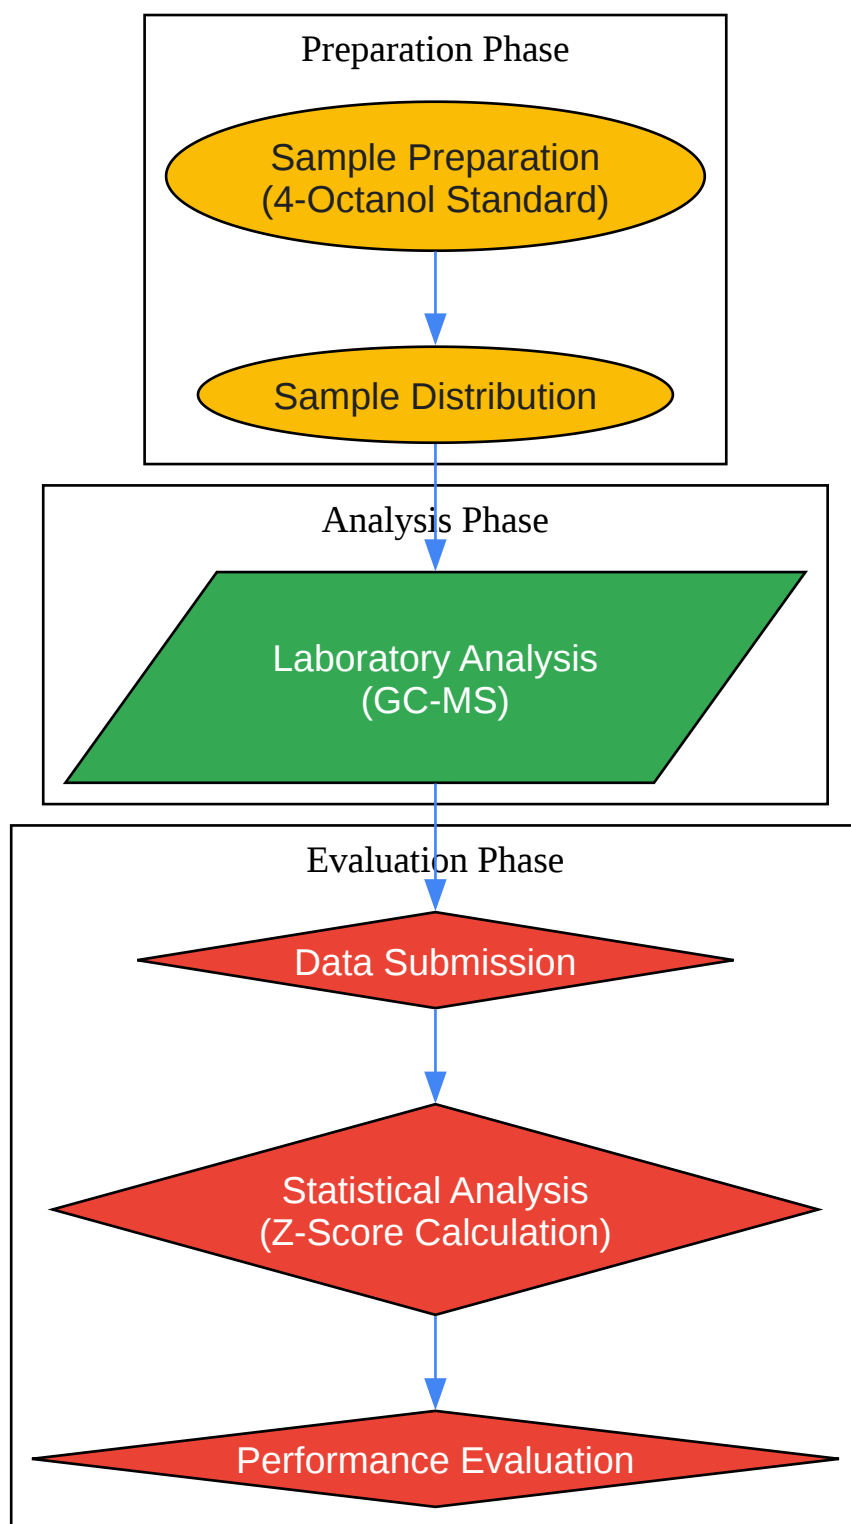 Preparation Phase
Sample Preparation
(4-Octanol Standard)
Sample Distribution
Analysis Phase
Laboratory Analysis
(GC-MS)
Evaluation Phase
Data Submission
Statistical Analysis
(Z-Score Calculation)
Performance Evaluation